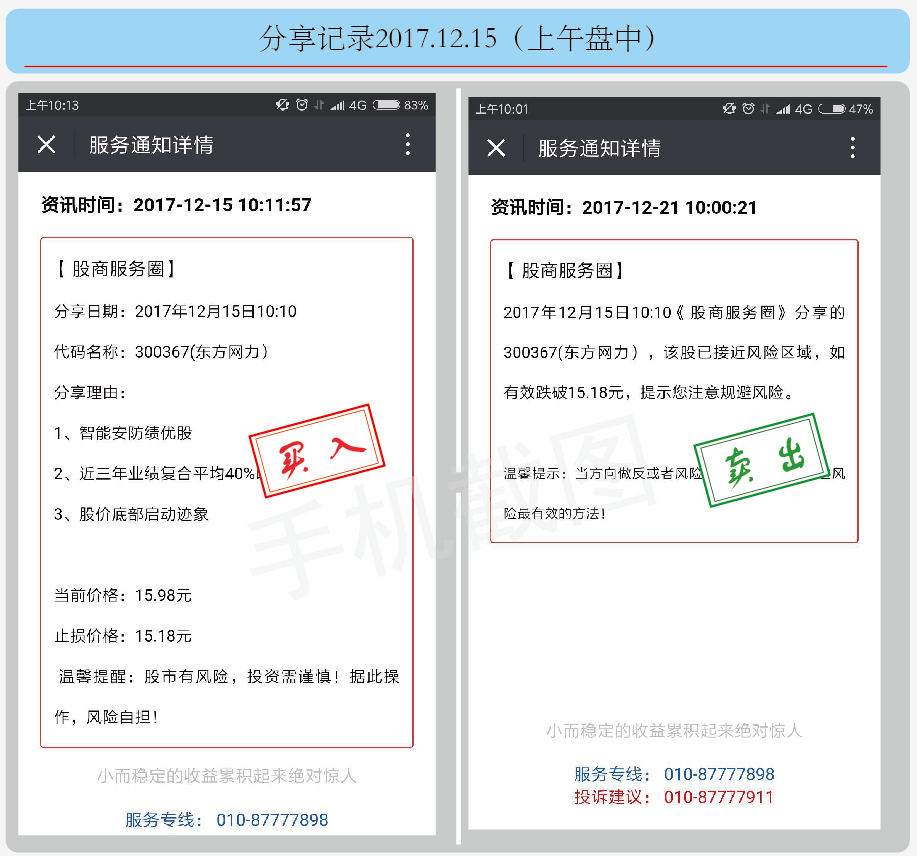 分享记录2017.12.15（上午盘中）
上午10:13
4G
83%
服务通知详情
资讯时间：2017-12-15 10:11:57
【 股商服务圈】
分享日期：2017年12月15日10:10
代码名称：300367(东方网力）
分享理由：
1、智能安防绩优股
2、近三年业绩复合平均40%
3、股价底部启动迹象
买入
当前价格：15.98元
止损价格：15.18元
温馨提醒：股市有风险，投资需谨慎！据此操
作，风险自担！
小而稳定的收益累积起来绝对惊人
服务专线： 010-87777898
上午10:01
4G
47%
服务通知详情
资讯时间：2017-12-21 10:00:21
【 股商服务圈】
2017年12月15日10:10《 股商服务圈》分享的
300367(东方网力），该股已接近风险区域，如
有效跌破15.18元，提示您注意规避风险。
卖出
温馨提示：当方向做反或者风险 风
险最有效的方法！
小而稳定的收益累积起来绝对惊人
服务专线： 010-87777898
投诉建议： 010-87777911
手机截图